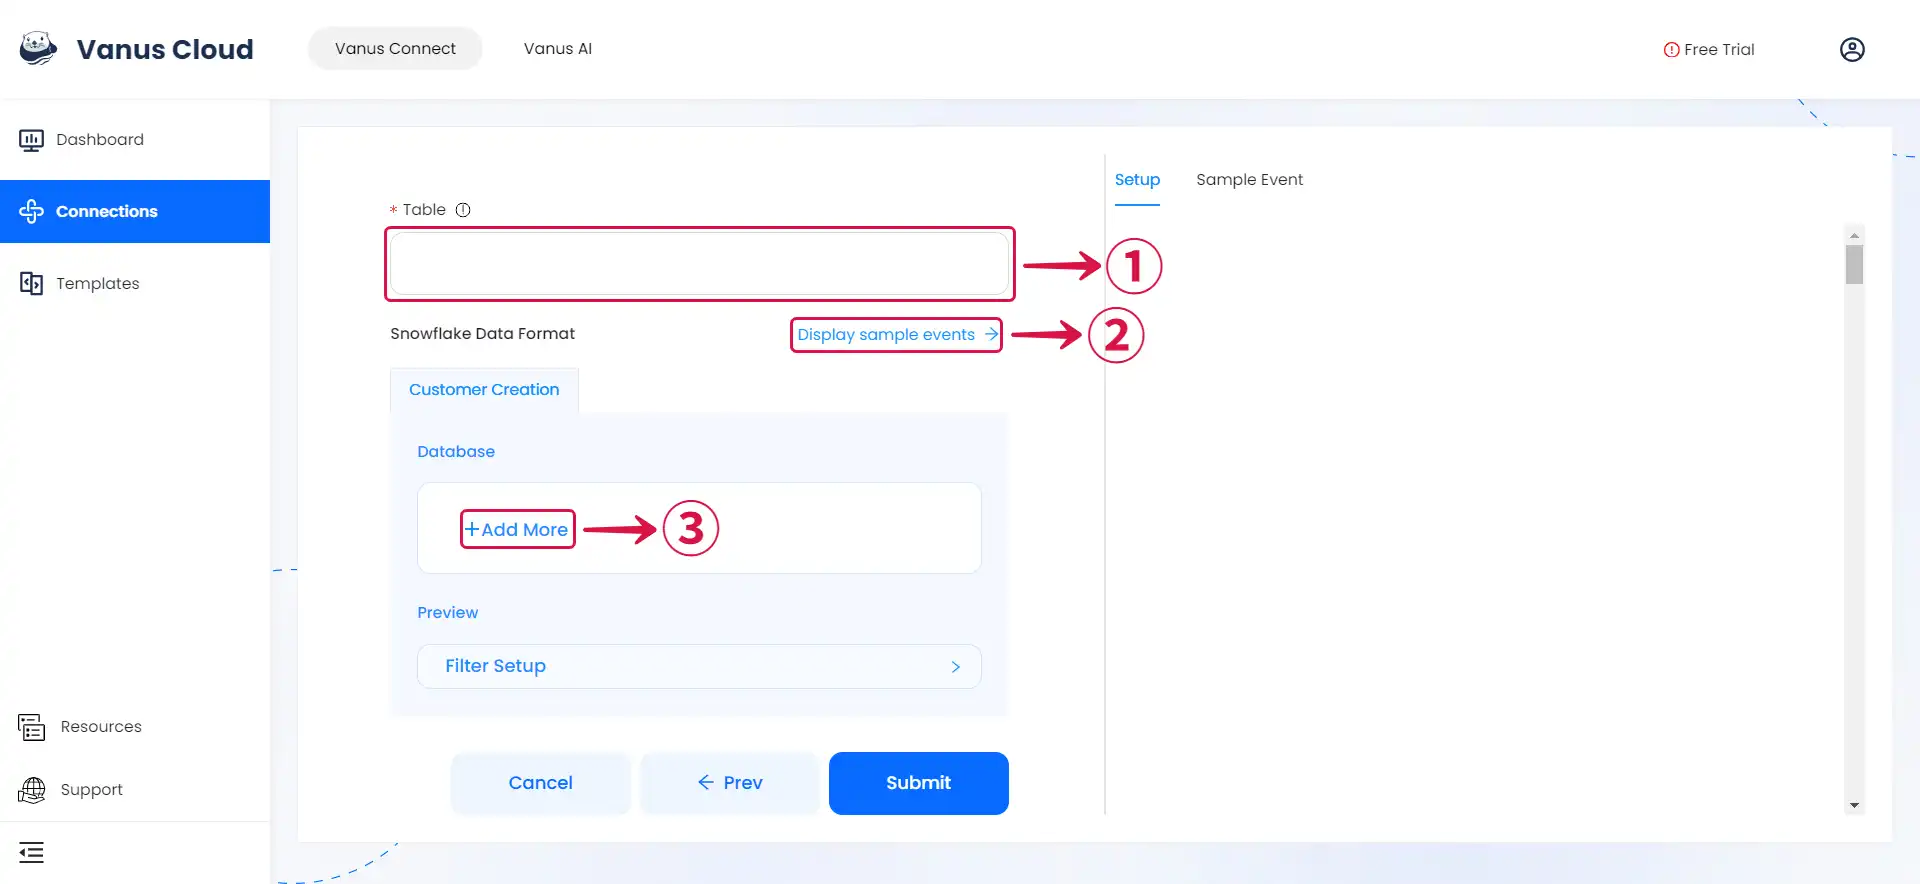 Vanus Cloud
Vanus Connect
Vanus AI
Free Trial
Dashboard
Connections
Templates
Resources
Support
* Table
1
Snowflake Data Format
Display sample events →
2
Customer Creation
Database
+Add More
3
Preview
Filter Setup >
Cancel
← Prev
Submit
Setup
Sample Event